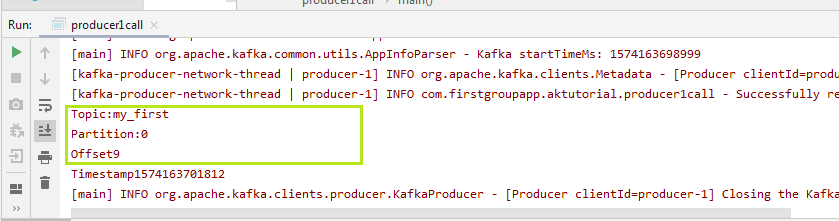 producer1call
main()
Run:
producer1call
[main] INFO org.apache.kafka.common.utils.AppInfoParser - Kafka startTimeMs: 1574163698999
[kafka-producer-network-thread | producer-1] INFO org.apache.kafka.clients.Metadata - [Producer clientId=produ
[kafka-producer-network-thread | producer-1] INFO com.firstgroupapp.aktutorial.producer1call - Successfully re
Topic:my_first
Partition:0
Offset9
Timestamp1574163701812
[main] INFO org.apache.kafka.clients.producer.KafkaProducer - [Producer clientId=producer-1] Closing the Kafka